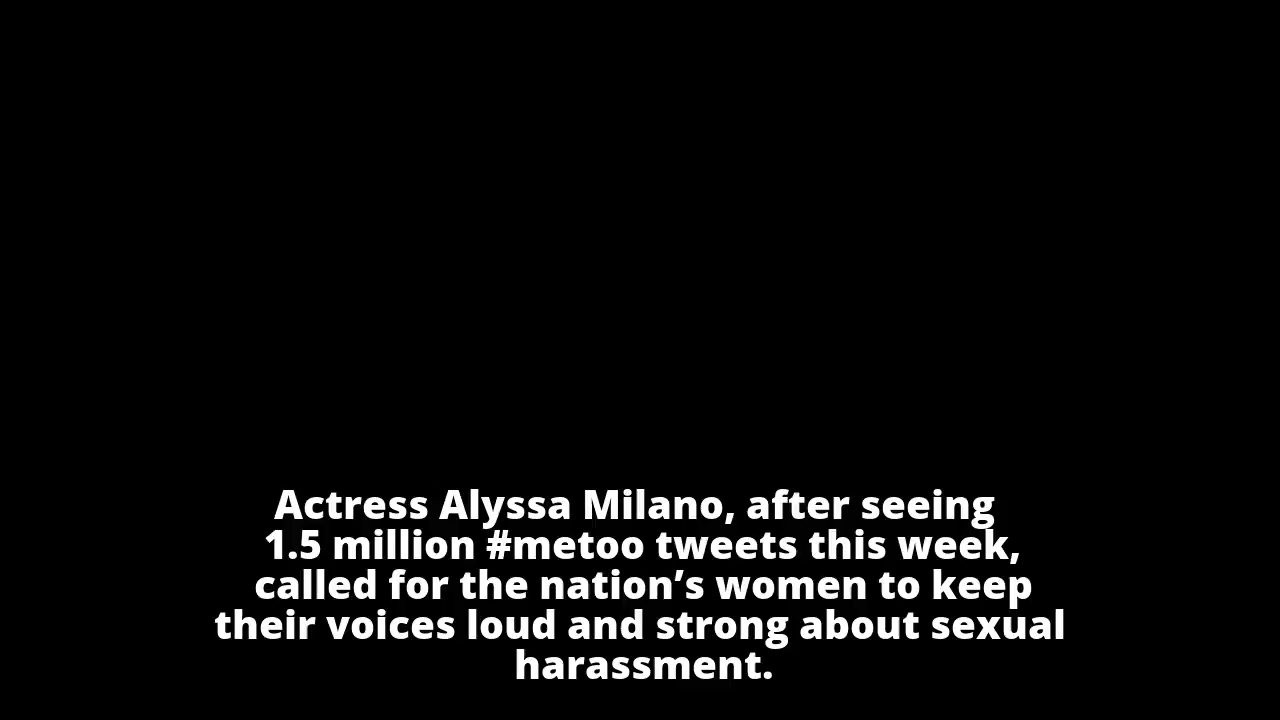 Actress Alyssa Milano, after seeing
1.5 million #metoo tweets this week,
called for the nation’s women to keep
their voices loud and strong about sexual
harassment.